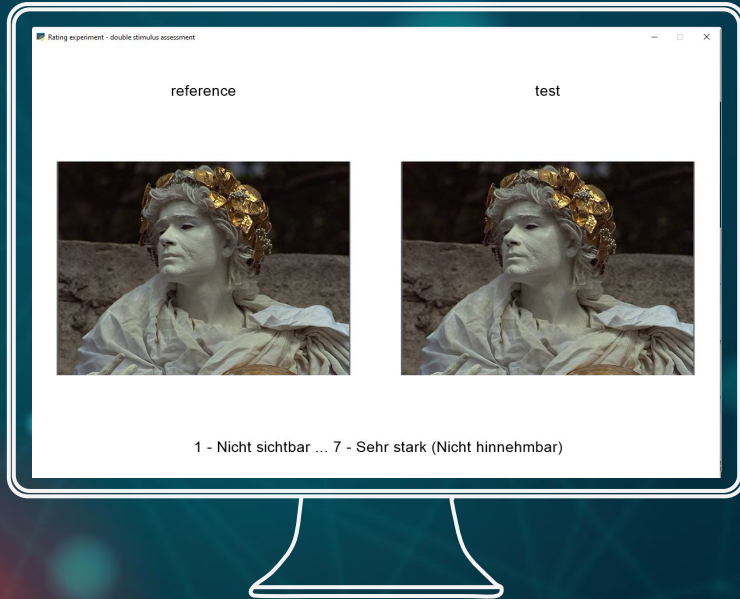 Rating experiment - double stimulus assessment
reference
test
1 - Nicht sichtbar ... 7 - Sehr stark (Nicht hinnehmbar)